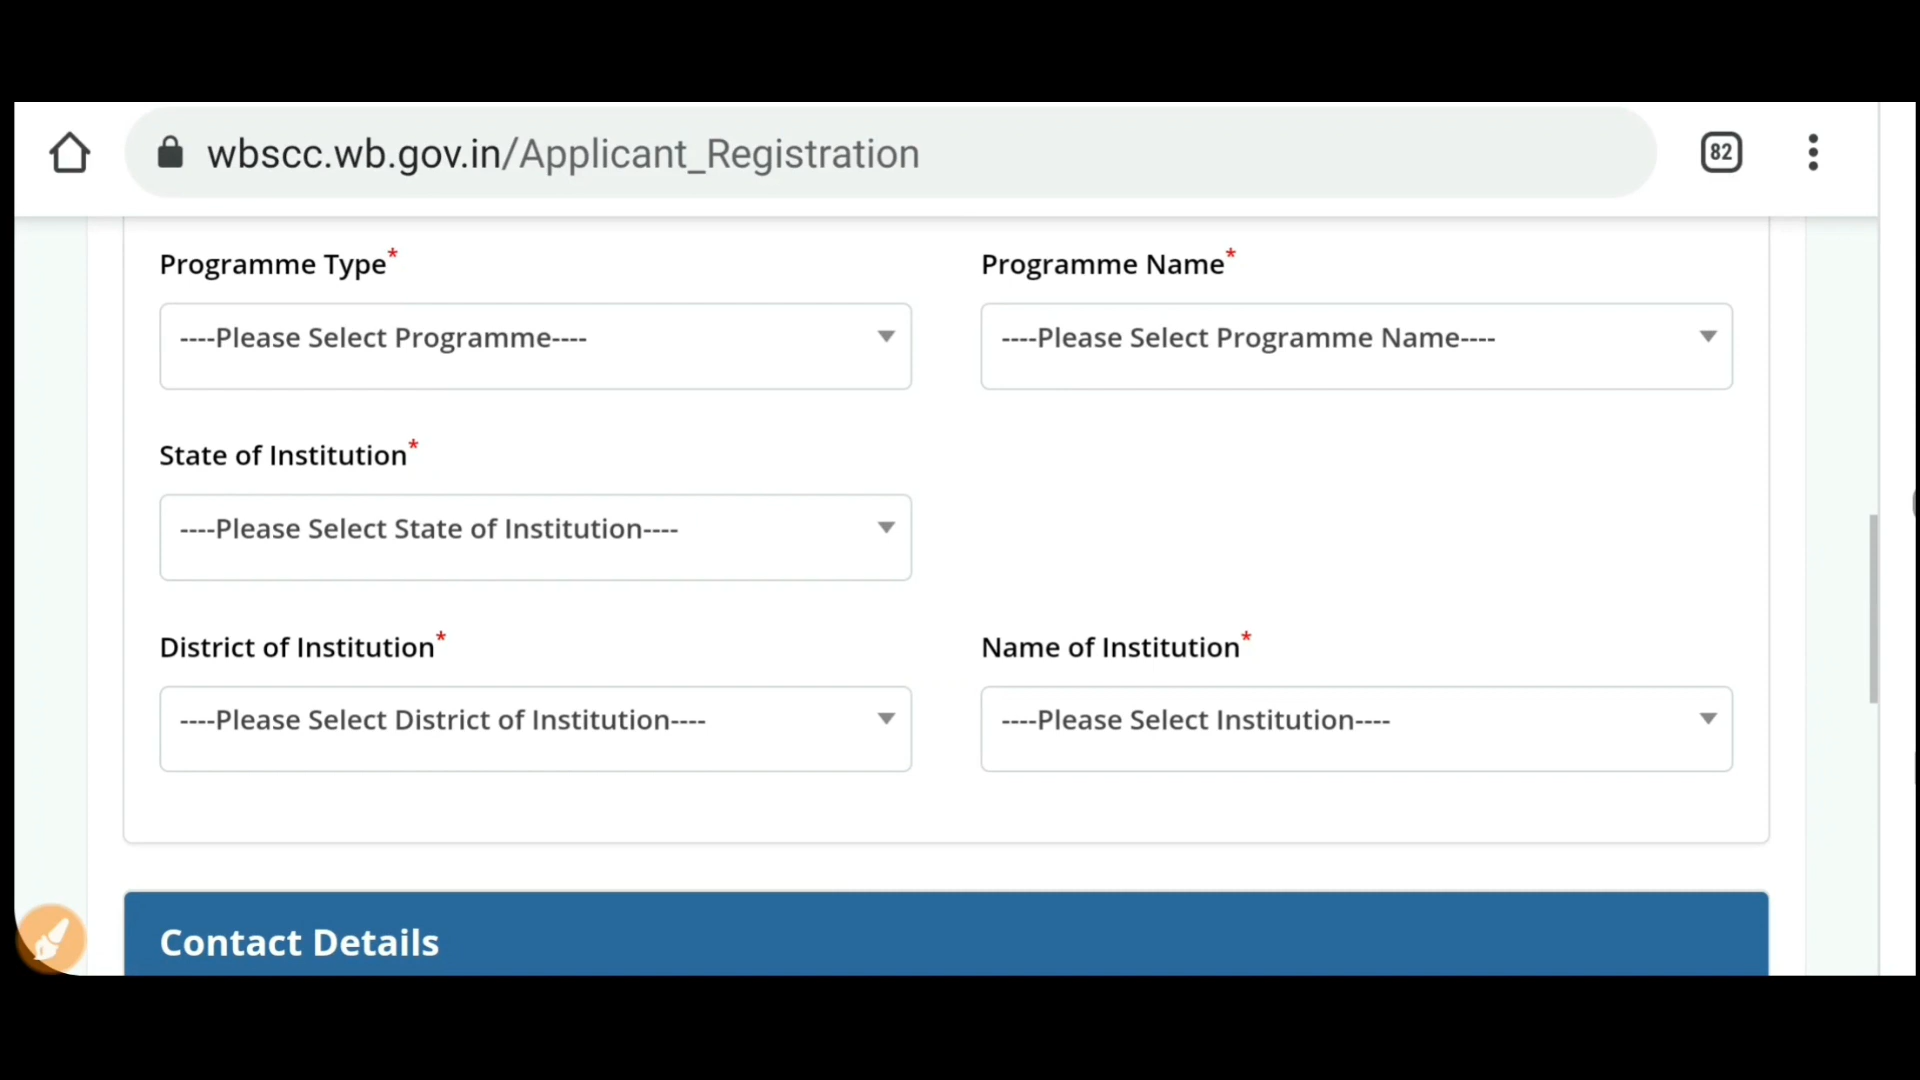 wbscc.wb.gov.in/Applicant_Registration
82
Programme Type*
Programme Name*
----Please Select Programme----
----Please Select Programme Name----
State of Institution*
----Please Select State of Institution----
District of Institution*
Name of Institution*
----Please Select District of Institution----
----Please Select Institution----
Contact Details